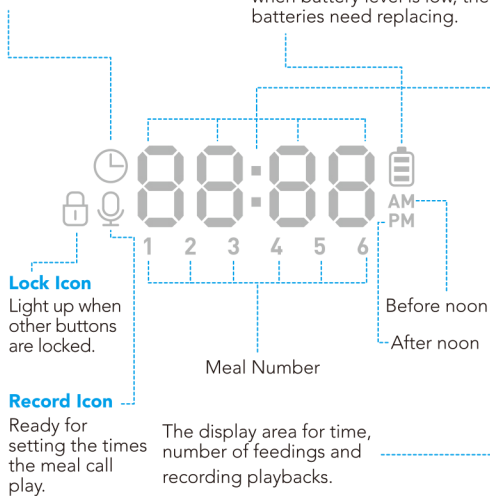 when battery level is low, the
batteries need replacing.
88:88
AM
PM
1 2 3 4 5 6
Lock Icon
Light up when
other buttons
are locked.
Before noon
After noon
Meal Number
Record Icon
Ready for
setting the times
the meal call
play.
The display area for time,
number of feedings and
recording playbacks.